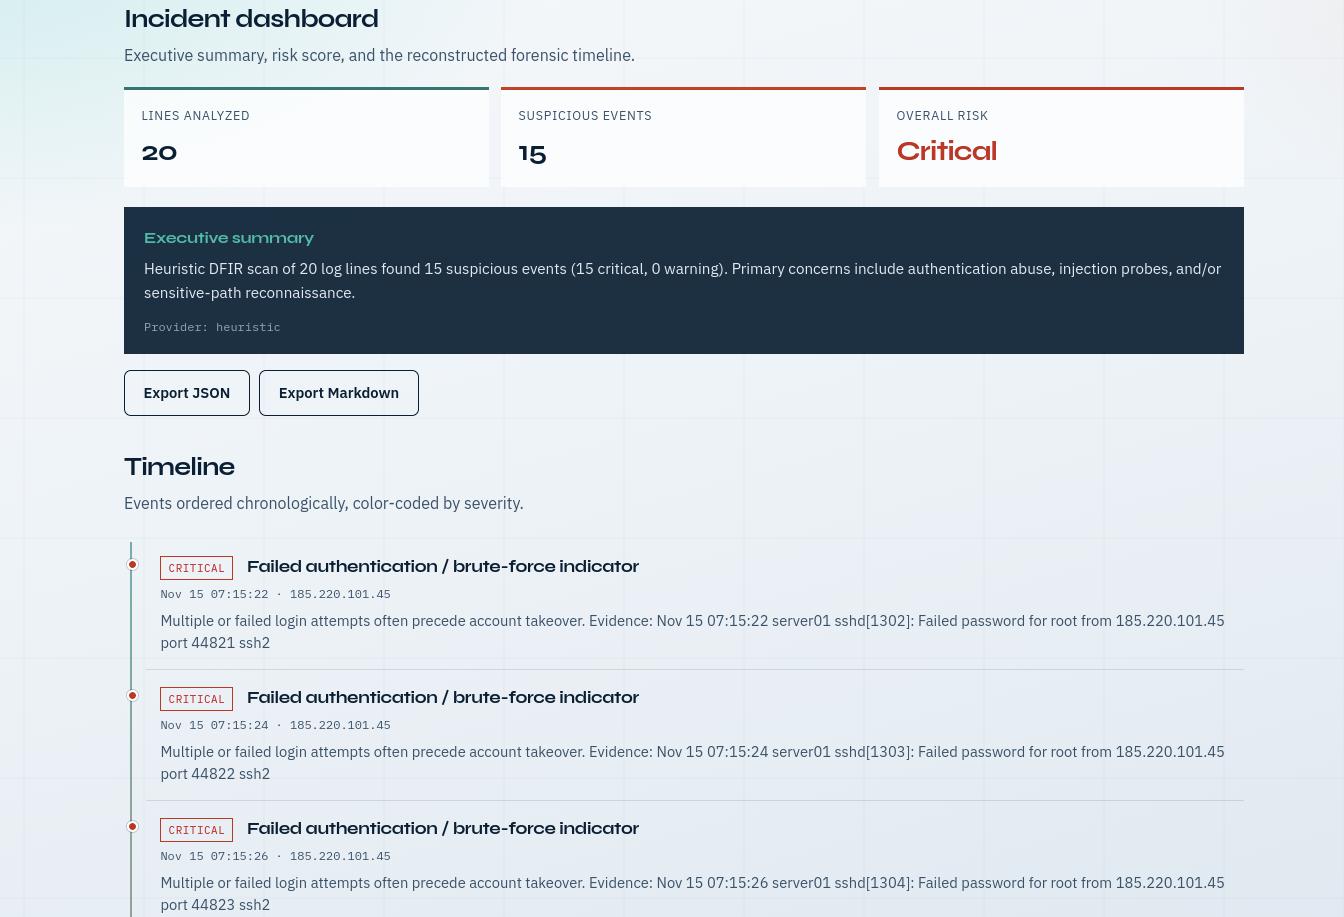 Incident dashboard
Executive summary, risk score, and the reconstructed forensic timeline.
LINES ANALYZED
20
SUSPICIOUS EVENTS
15
OVERALL RISK
Critical
Executive summary
Heuristic DFIR scan of 20 log lines found 15 suspicious events (15 critical, 0 warning). Primary concerns include authentication abuse, injection probes, and/or
sensitive-path reconnaissance.
Provider: heuristic
Export JSON
Export Markdown
Timeline
Events ordered chronologically, color-coded by severity.
CRITICAL Failed authentication / brute-force indicator
Nov 15 07:15:22 · 185.220.101.45
Multiple or failed login attempts often precede account takeover. Evidence: Nov 15 07:15:22 server01 sshd[1302]: Failed password for root from 185.220.101.45
port 44821 ssh2
CRITICAL Failed authentication / brute-force indicator
Nov 15 07:15:24 · 185.220.101.45
Multiple or failed login attempts often precede account takeover. Evidence: Nov 15 07:15:24 server01 sshd[1303]: Failed password for root from 185.220.101.45
port 44822 ssh2
CRITICAL Failed authentication / brute-force indicator
Nov 15 07:15:26 · 185.220.101.45
Multiple or failed login attempts often precede account takeover. Evidence: Nov 15 07:15:26 server01 sshd[1304]: Failed password for root from 185.220.101.45
port 44823 ssh2